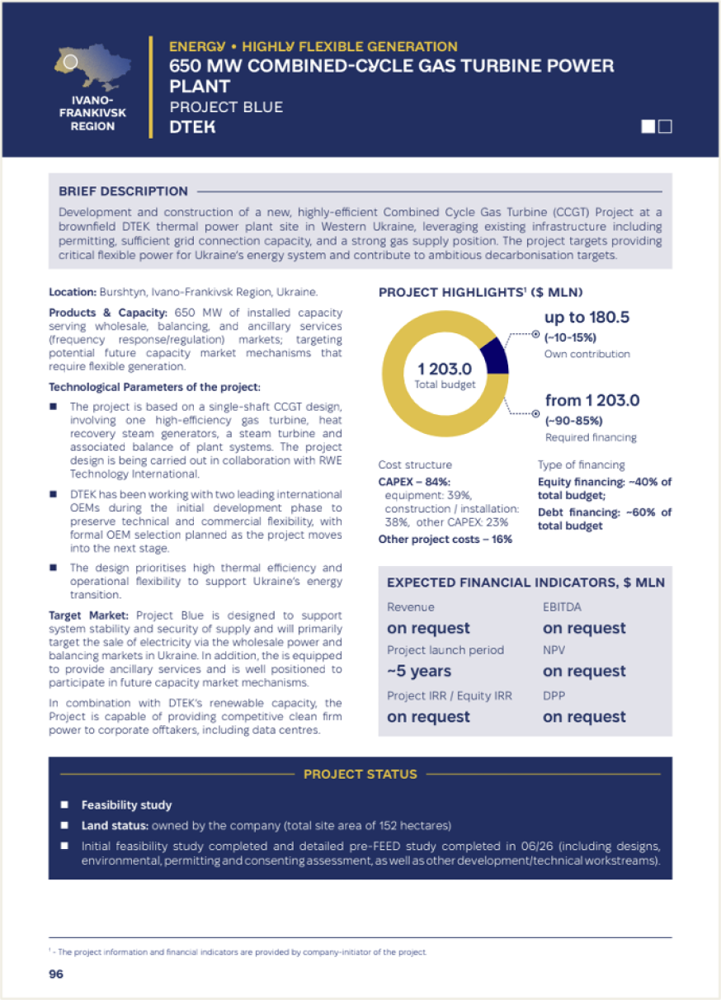 ENERGY • HIGHLY FLEXIBLE GENERATION
650 MW COMBINED-CYCLE GAS TURBINE POWER
PLANT
PROJECT BLUE
DTEK
IVANO-
FRANKIVSK
REGION
BRIEF DESCRIPTION
Development and construction of a new, highly-efficient Combined Cycle Gas Turbine (CCGT) Project at a
brownfield DTEK thermal power plant site in Western Ukraine, leveraging existing infrastructure including
permitting, sufficient grid connection capacity, and a strong gas supply position. The project targets providing
critical flexible power for Ukraine's energy system and contribute to ambitious decarbonisation targets.
Location: Burshtyn, Ivano-Frankivsk Region, Ukraine.
Products & Capacity: 650 MW of installed capacity
serving wholesale, balancing, and ancillary services
(frequency response/regulation) markets; targeting
potential future capacity market mechanisms that
require flexible generation.
Technological Parameters of the project:
■ The project is based on a single-shaft CCGT design,
involving one high-efficiency gas turbine, heat
recovery steam generators, a steam turbine and
associated balance of plant systems. The project
design is being carried out in collaboration with RWE
Technology International.
■ DTEK has been working with two leading international
OEMs during the initial development phase to
preserve technical and commercial flexibility, with
formal OEM selection planned as the project moves
into the next stage.
■ The design prioritises high thermal efficiency and
operational flexibility to support Ukraine's energy
transition.
Target Market: Project Blue is designed to support
system stability and security of supply and will primarily
target the sale of electricity via the wholesale power and
balancing markets in Ukraine. In addition, the is equipped
to provide ancillary services and is well positioned to
participate in future capacity market mechanisms.
In combination with DTEK's renewable capacity, the
Project is capable of providing competitive clean firm
power to corporate offtakers, including data centres.
PROJECT HIGHLIGHTS¹ ($ MLN)
1 203.0
Total budget
up to 180.5
(~10-15%)
Own contribution
from 1 203.0
(~90-85%)
Required financing
Cost structure
CAPEX – 84%:
equipment: 39%,
construction / installation:
38%, other CAPEX: 23%
Other project costs – 16%
Type of financing
Equity financing: ~40% of
total budget;
Debt financing: ~60% of
total budget
EXPECTED FINANCIAL INDICATORS, $ MLN
Revenue
on request
EBITDA
on request
Project launch period
~5 years
NPV
on request
Project IRR / Equity IRR
on request
DPP
on request
PROJECT STATUS
■ Feasibility study
■ Land status: owned by the company (total site area of 152 hectares)
■ Initial feasibility study completed and detailed pre-FEED study completed in 06/26 (including designs,
environmental, permitting and consenting assessment, as well as other development/technical workstreams).
¹ - The project information and financial indicators are provided by company-initiator of the project.
96